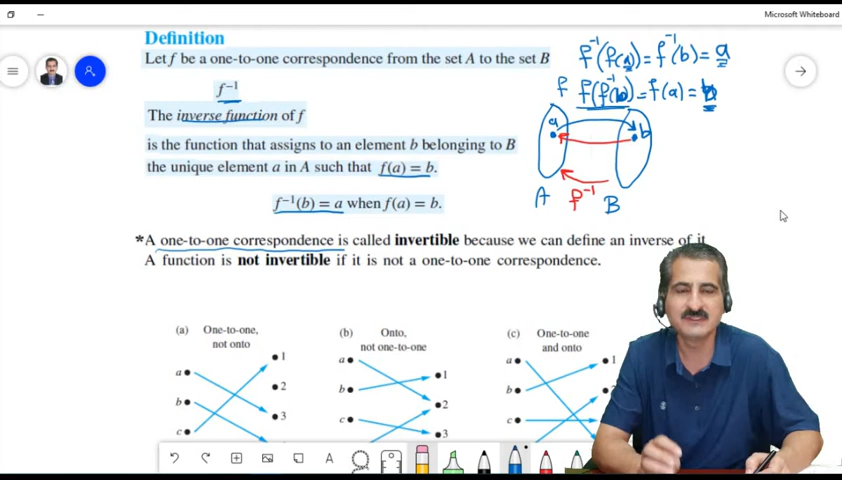 Microsoft Whiteboard
Definition
Let f be a one-to-one correspondence from the set A to the set B
f⁻¹
The inverse function of f
is the function that assigns to an element b belonging to B
the unique element a in A such that f(a) = b.
f⁻¹(b) = a when f(a) = b.
f⁻¹(f(a)) = f⁻¹(b) = a
f f(f⁻¹(b)) = f(a) = b
a b
A f⁻¹ B
*A one-to-one correspondence is called invertible because we can define an inverse of it.
A function is not invertible if it is not a one-to-one correspondence.
(a) One-to-one, not onto
a 1
b 2
c 3
(b) Onto, not one-to-one
a 1
b 2
c 3
(c) One-to-one and onto
a 1
b
c
A